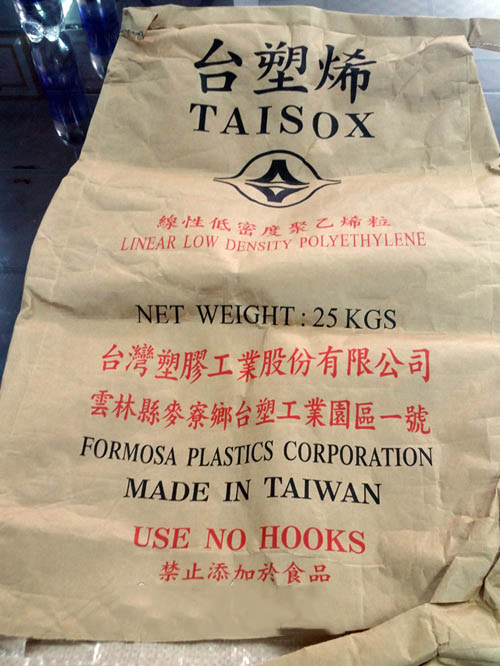 台塑烯
TAISOX
線性低密度聚乙烯粒
LINEAR LOW DENSITY POLYETHYLENE
NET WEIGHT : 25 KGS
台灣塑膠工業股份有限公司
雲林縣麥寮鄉台塑工業園區一號
FORMOSA PLASTICS CORPORATION
MADE IN TAIWAN
USE NO HOOKS
禁止添加於食品